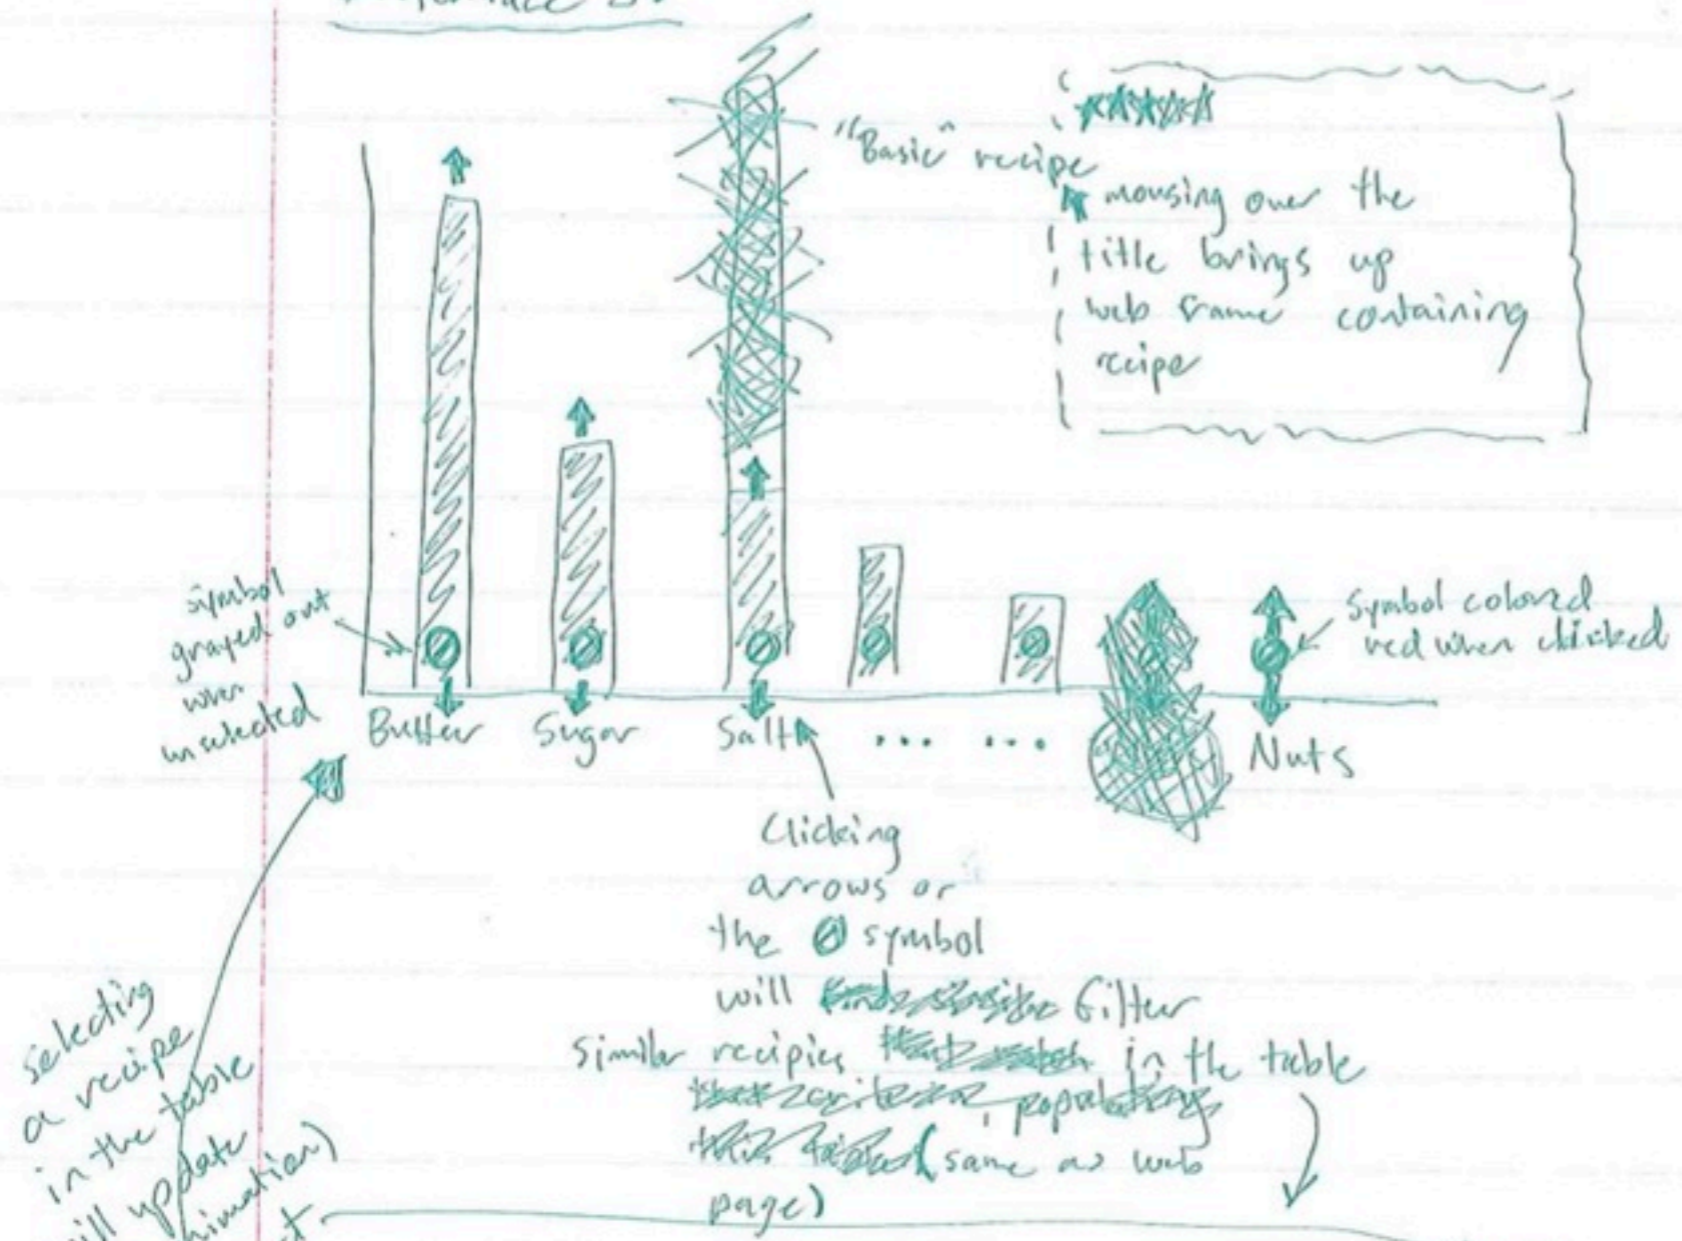 "Basic" recipe
mousing over the
title brings up
web frame containing
recipe
symbol
grayed out
when
unselected
Symbol colored
red when clicked
Butter Sugar Salt ... ... Nuts
Clicking
arrows or
the symbol
will filter
similar recipies in the table
(same as web
page)
selecting
a recipe
in the table
will update